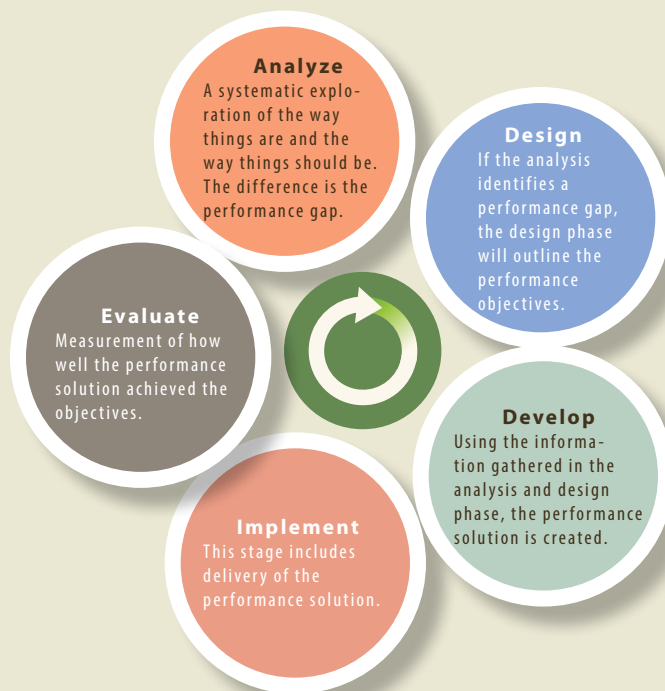 Analyze
A systematic explo-
ration of the way
things are and the
way things should be.
The difference is the
performance gap.
Design
If the analysis
identifies a
performance gap,
the design phase
will outline the
performance
objectives.
Develop
Using the informa-
tion gathered in the
analysis and design
phase, the performance
solution is created.
Implement
This stage includes
delivery of the
performance solution.
Evaluate
Measurement of how
well the performance
solution achieved the
objectives.